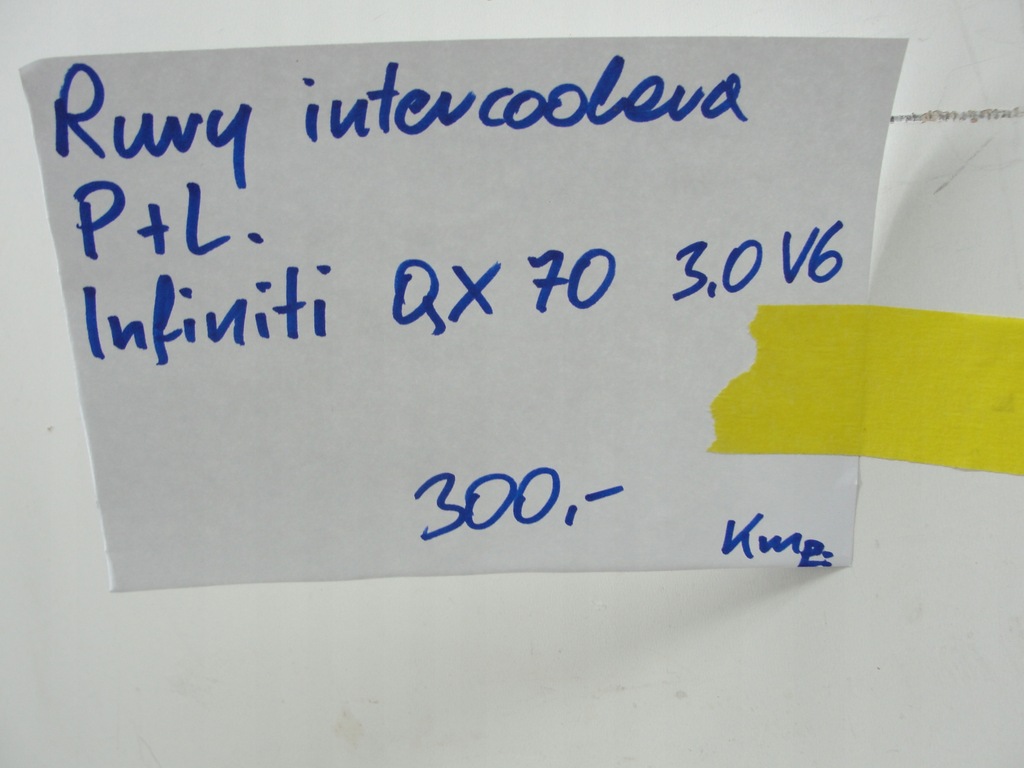 Rury intercoolera
P+L.
Infiniti QX 70 3.0 V6
300,-